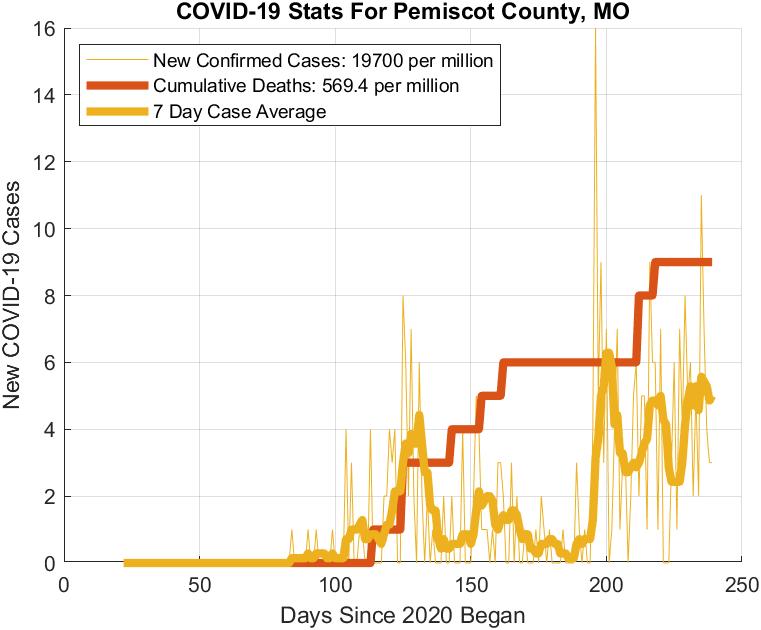 COVID-19 Stats For Pemiscot County, MO
New Confirmed Cases: 19700 per million
Cumulative Deaths: 569.4 per million
7 Day Case Average
New COVID-19 Cases
16
14
12
10
8
6
4
2
0
0 50 100 150 200 250
Days Since 2020 Began